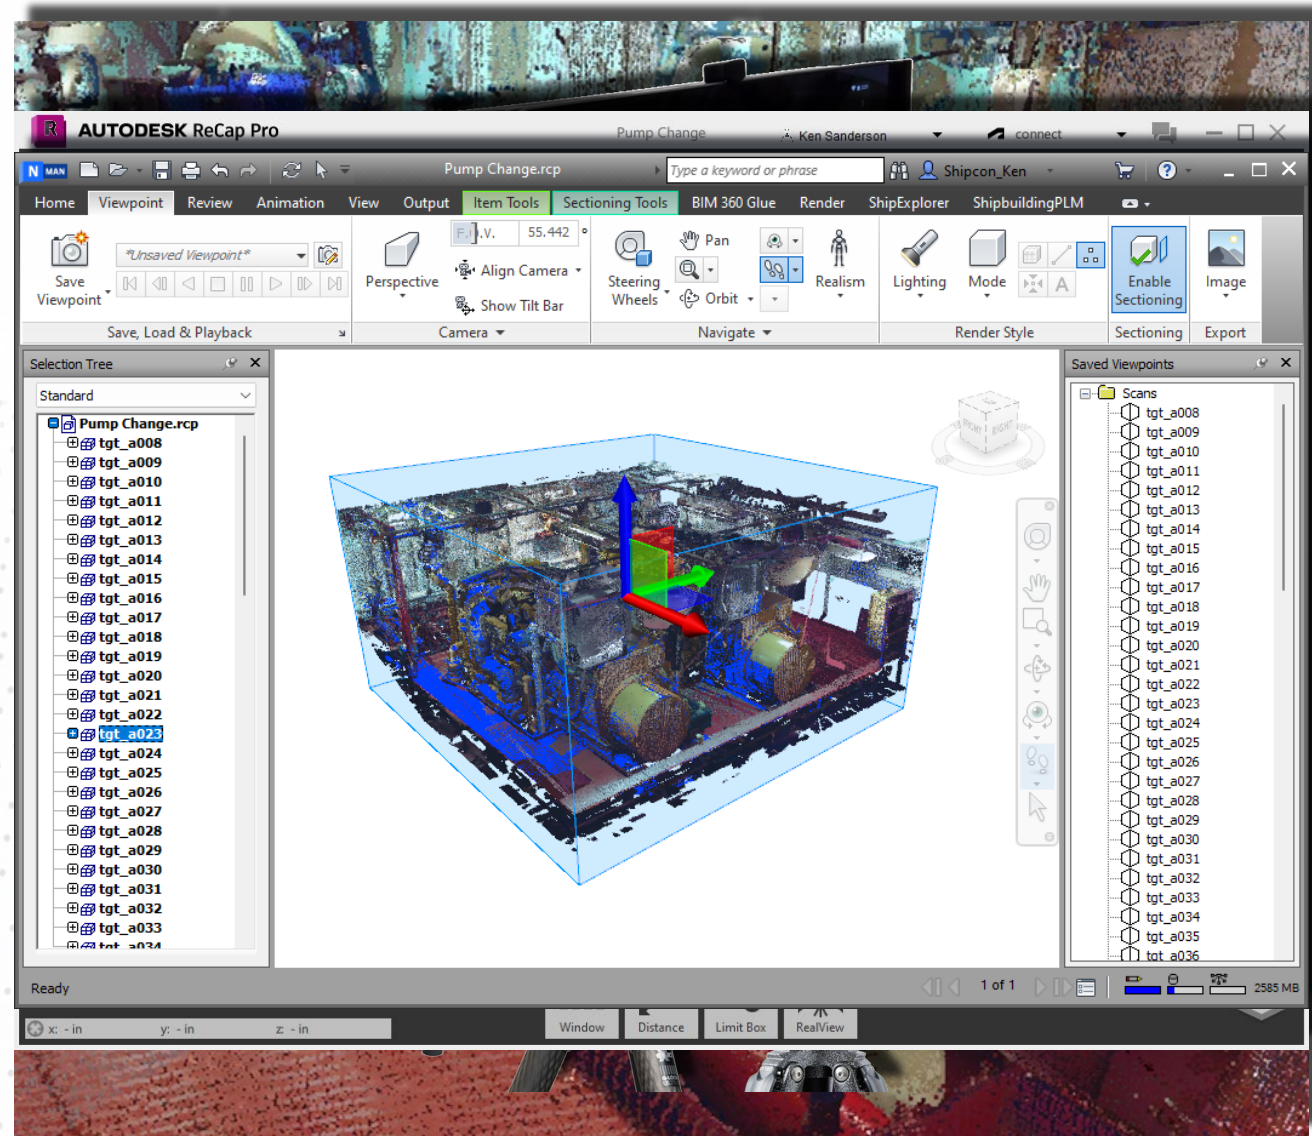 R AUTODESK ReCap Pro
Pump Change
Ken Sanderson
connect
N MAN
Pump Change.rcp
Type a keyword or phrase
Shipcon_Ken
?
Home Viewpoint Review Animation View Output Item Tools Sectioning Tools BIM 360 Glue Render ShipExplorer ShipbuildingPLM
Save Viewpoint
*Unsaved Viewpoint*
Save, Load & Playback
Perspective
F.O.V. 55.442 °
Align Camera
Show Tilt Bar
Camera
Steering Wheels
Pan
Orbit
Realism
Navigate
Lighting
Mode
A
Render Style
Enable Sectioning
Sectioning
Image
Export
Selection Tree
Standard
Pump Change.rcp
tgt_a008
tgt_a009
tgt_a010
tgt_a011
tgt_a012
tgt_a013
tgt_a014
tgt_a015
tgt_a016
tgt_a017
tgt_a018
tgt_a019
tgt_a020
tgt_a021
tgt_a022
tgt_a023
tgt_a024
tgt_a025
tgt_a026
tgt_a027
tgt_a028
tgt_a029
tgt_a030
tgt_a031
tgt_a032
tgt_a033
tgt_a034
RIGHT
Saved Viewpoints
Scans
tgt_a008
tgt_a009
tgt_a010
tgt_a011
tgt_a012
tgt_a013
tgt_a014
tgt_a015
tgt_a016
tgt_a017
tgt_a018
tgt_a019
tgt_a020
tgt_a021
tgt_a022
tgt_a023
tgt_a024
tgt_a025
tgt_a026
tgt_a027
tgt_a028
tgt_a029
tgt_a030
tgt_a031
tgt_a032
tgt_a033
tgt_a034
tgt_a035
tgt_a036
Ready
1 of 1
2585 MB
x: - in y: - in z: - in
Window Distance Limit Box RealView